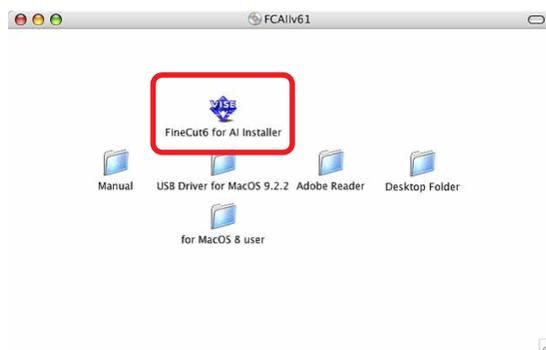 FCAIIv61
VISE
FineCut6 for AI Installer
Manual
USB Driver for MacOS 9.2.2
Adobe Reader
Desktop Folder
for MacOS 8 user